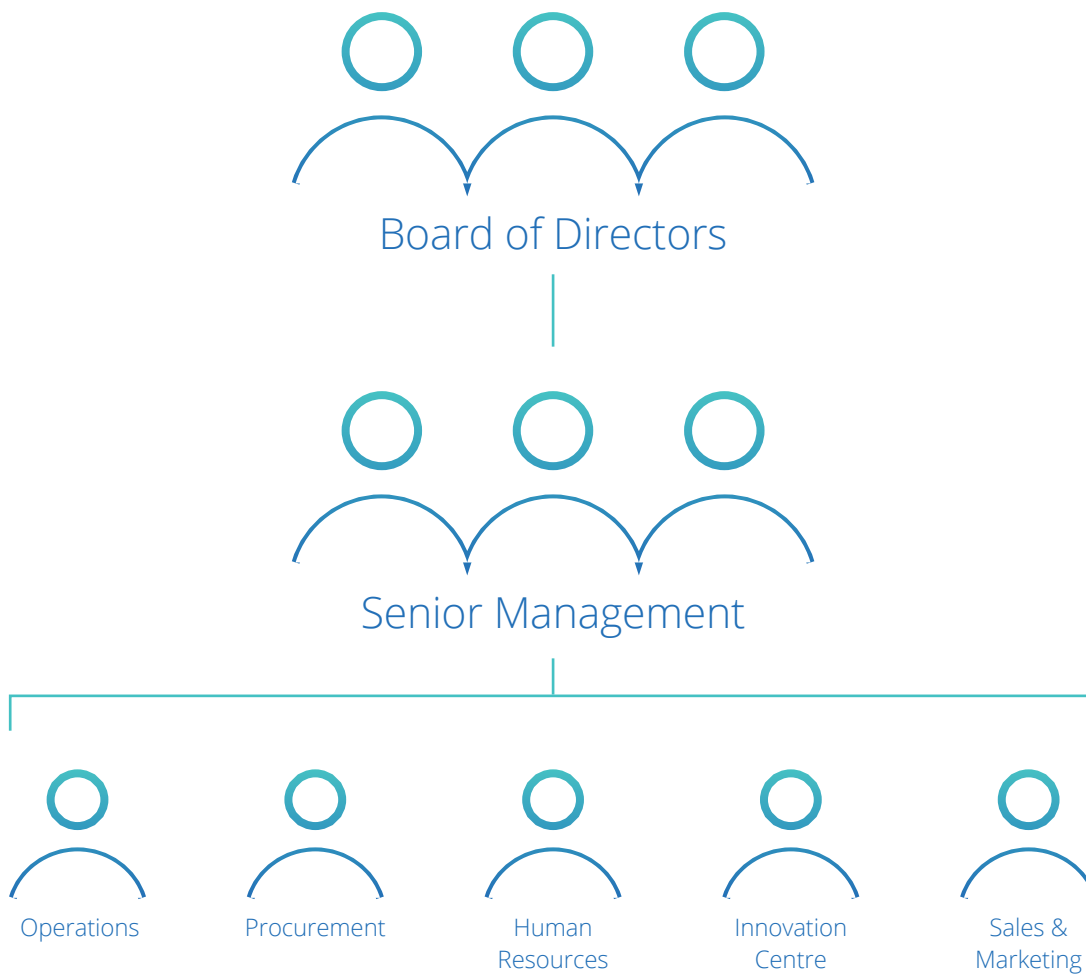 Board of Directors
Senior Management
Operations
Procurement
Human
Resources
Innovation
Centre
Sales &
Marketing